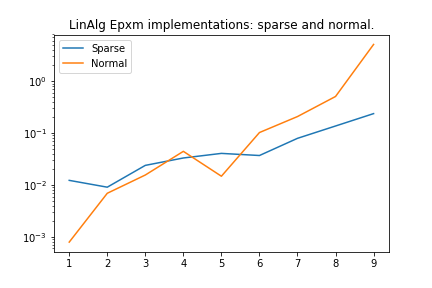 LinAlg Epxm implementations: sparse and normal.
Sparse
Normal
10⁰
10⁻¹
10⁻²
10⁻³
1 2 3 4 5 6 7 8 9